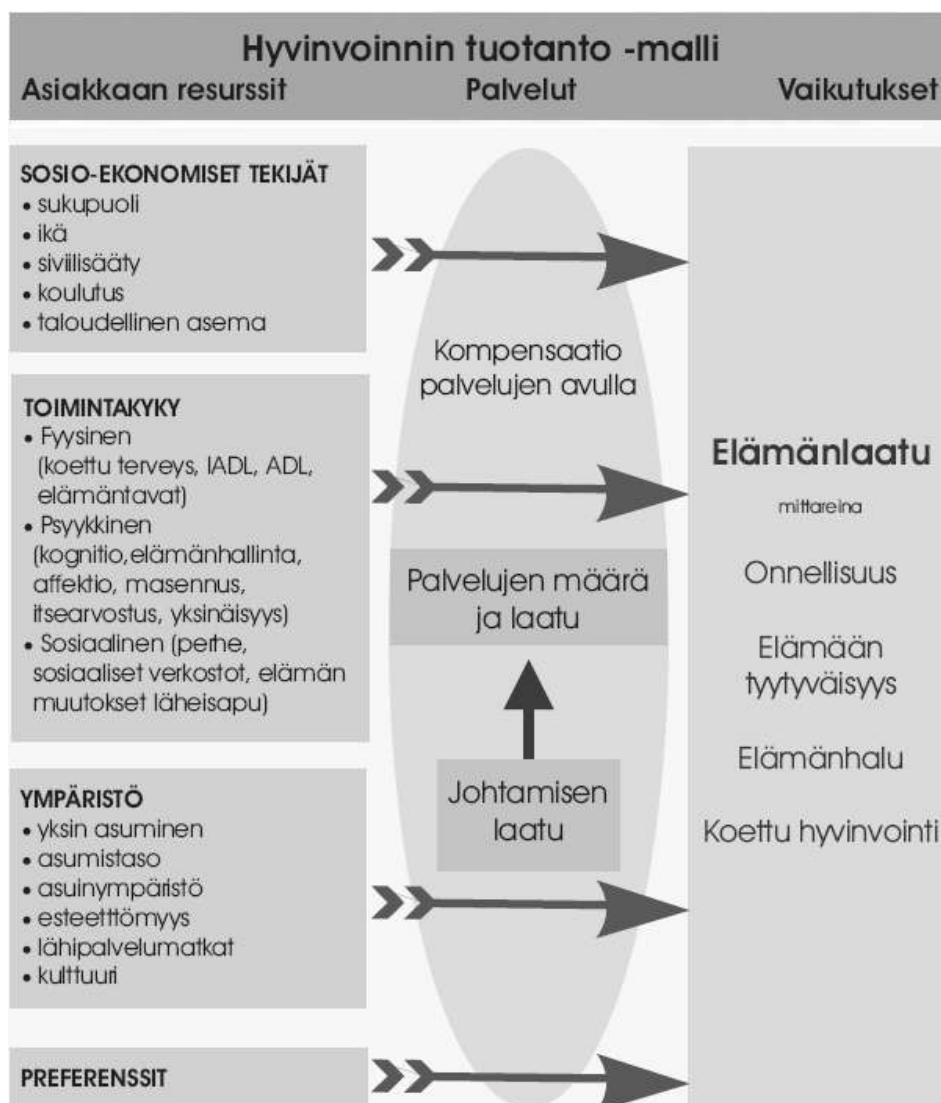 Hyvinvoinnin tuotanto -malli
Asiakkaan resurssit
Palvelut
Vaikutukset
SOSIO-EKONOMISET TEKIJÄT
• sukupuoli
• ikä
• siviilisääty
• koulutus
• taloudellinen asema
TOIMINTAKYKY
• Fyysinen
(koettu terveys, IADL, ADL,
elämäntavat)
• Psyykkinen
(kognitio,elämänhallinta,
affektio, masennus,
itsearvostus, yksinäisyys)
• Sosiaalinen (perhe,
sosiaaliset verkostot, elämän
muutokset läheisapu)
YMPÄRISTÖ
• yksin asuminen
• asumistaso
• asuinympäristö
• esteetttömyys
• lähipalvelumatkat
• kulttuuri
PREFERENSSIT
Kompensaatio
palvelujen avulla
Palvelujen määrä
ja laatu
Johtamisen
laatu
Elämänlaatu
mittareina
Onnellisuus
Elämään
tyytyväisyys
Elämänhalu
Koettu hyvinvointi